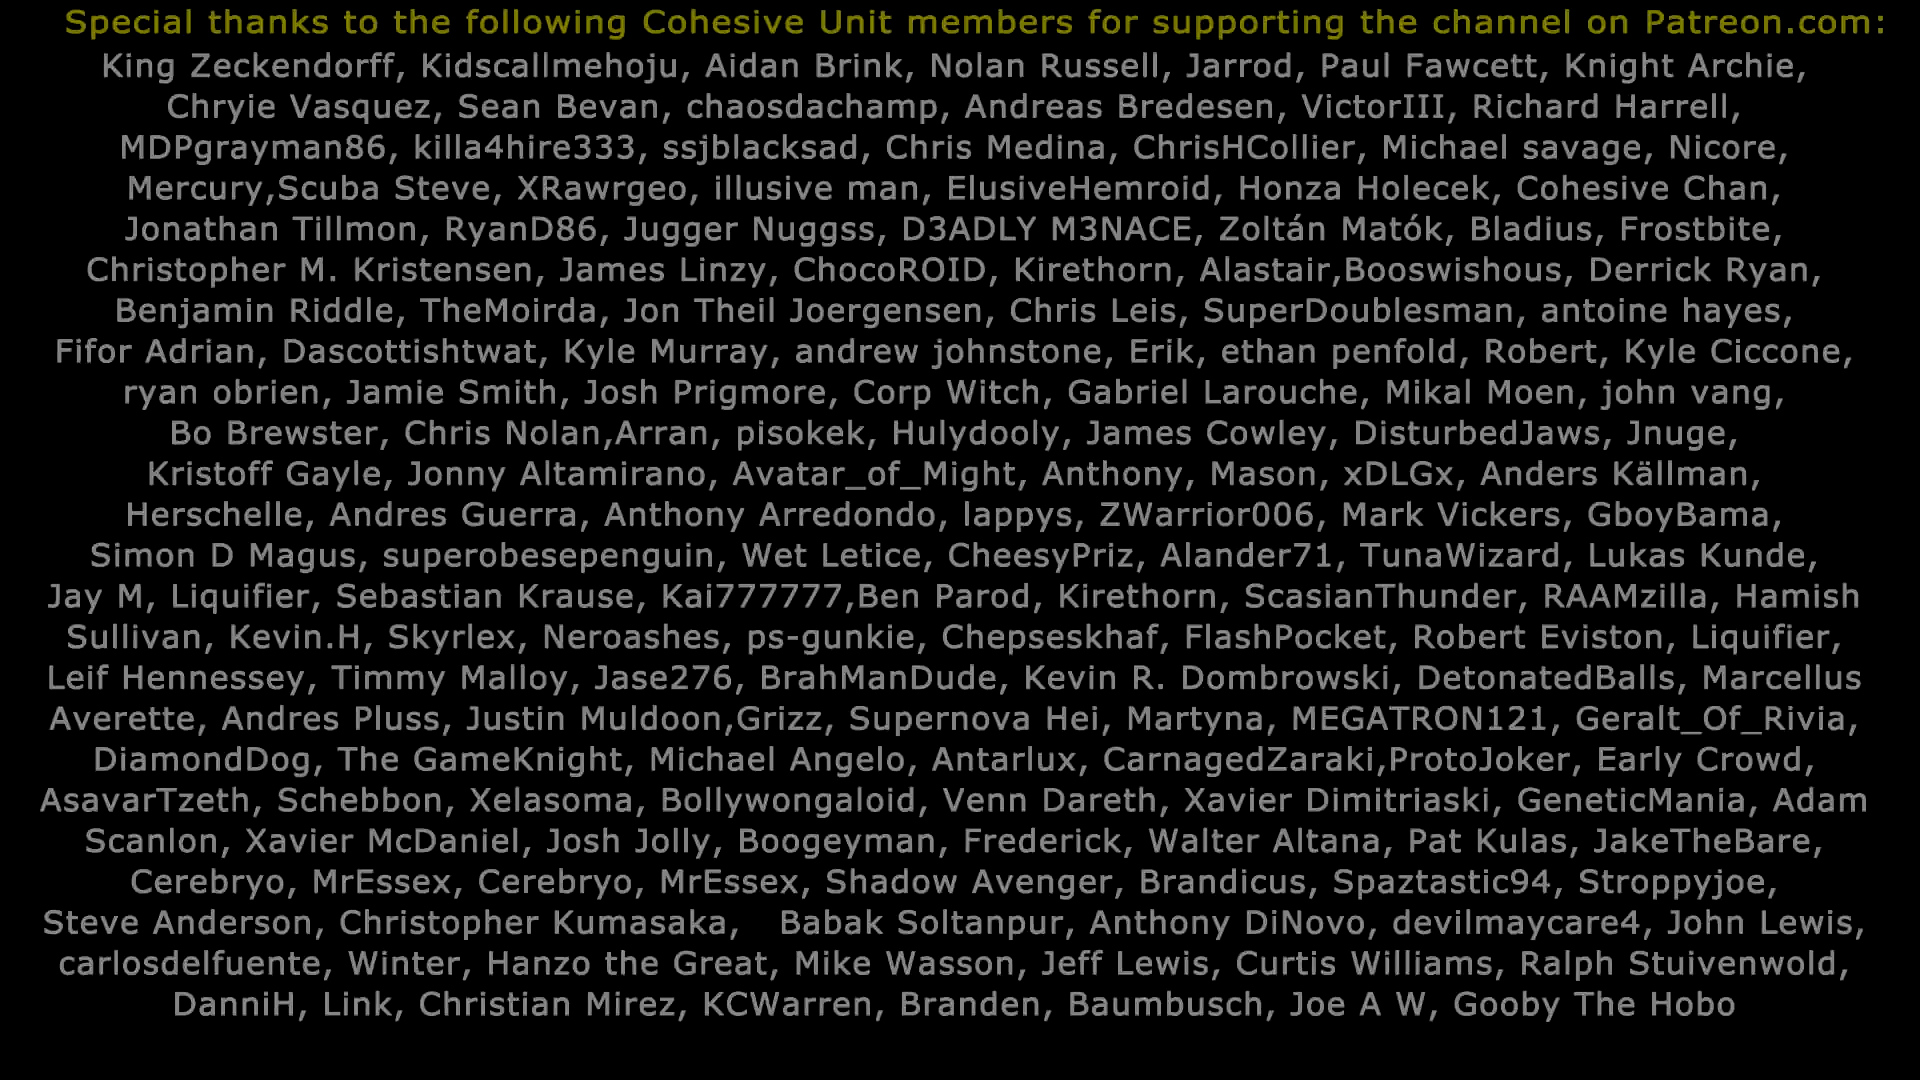 Special thanks to the following Cohesive Unit members for supporting the channel on Patreon.com:
King Zeckendorff, Kidscallmehoju, Aidan Brink, Nolan Russell, Jarrod, Paul Fawcett, Knight Archie,
Chryie Vasquez, Sean Bevan, chaosdachamp, Andreas Bredesen, VictorIII, Richard Harrell,
MDPgrayman86, killa4hire333, ssjblacksad, Chris Medina, ChrisHCollier, Michael savage, Nicore,
Mercury,Scuba Steve, XRawrgeo, illusive man, ElusiveHemroid, Honza Holecek, Cohesive Chan,
Jonathan Tillmon, RyanD86, Jugger Nuggss, D3ADLY M3NACE, Zoltán Matók, Bladius, Frostbite,
Christopher M. Kristensen, James Linzy, ChocoROID, Kirethorn, Alastair,Booswishous, Derrick Ryan,
Benjamin Riddle, TheMoirda, Jon Theil Joergensen, Chris Leis, SuperDoublesman, antoine hayes,
Fifor Adrian, Dascottishtwat, Kyle Murray, andrew johnstone, Erik, ethan penfold, Robert, Kyle Ciccone,
ryan obrien, Jamie Smith, Josh Prigmore, Corp Witch, Gabriel Larouche, Mikal Moen, john vang,
Bo Brewster, Chris Nolan,Arran, pisokek, Hulydooly, James Cowley, DisturbedJaws, Jnuge,
Kristoff Gayle, Jonny Altamirano, Avatar_of_Might, Anthony, Mason, xDLGx, Anders Källman,
Herschelle, Andres Guerra, Anthony Arredondo, lappys, ZWarrior006, Mark Vickers, GboyBama,
Simon D Magus, superobesepenguin, Wet Letice, CheesyPriz, Alander71, TunaWizard, Lukas Kunde,
Jay M, Liquifier, Sebastian Krause, Kai777777,Ben Parod, Kirethorn, ScasianThunder, RAAMzilla, Hamish
Sullivan, Kevin.H, Skyrlex, Neroashes, ps-gunkie, Chepseskhaf, FlashPocket, Robert Eviston, Liquifier,
Leif Hennessey, Timmy Malloy, Jase276, BrahManDude, Kevin R. Dombrowski, DetonatedBalls, Marcellus
Averette, Andres Pluss, Justin Muldoon,Grizz, Supernova Hei, Martyna, MEGATRON121, Geralt_Of_Rivia,
DiamondDog, The GameKnight, Michael Angelo, Antarlux, CarnagedZaraki,ProtoJoker, Early Crowd,
AsavarTzeth, Schebbon, Xelasoma, Bollywongaloid, Venn Dareth, Xavier Dimitriaski, GeneticMania, Adam
Scanlon, Xavier McDaniel, Josh Jolly, Boogeyman, Frederick, Walter Altana, Pat Kulas, JakeTheBare,
Cerebryo, MrEssex, Cerebryo, MrEssex, Shadow Avenger, Brandicus, Spaztastic94, Stroppyjoe,
Steve Anderson, Christopher Kumasaka,   Babak Soltanpur, Anthony DiNovo, devilmaycare4, John Lewis,
carlosdelfuente, Winter, Hanzo the Great, Mike Wasson, Jeff Lewis, Curtis Williams, Ralph Stuivenwold,
DanniH, Link, Christian Mirez, KCWarren, Branden, Baumbusch, Joe A W, Gooby The Hobo